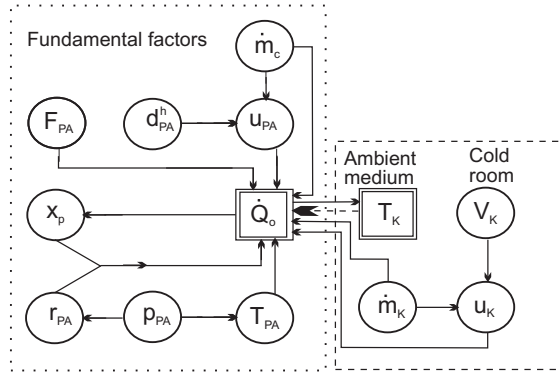 Fundamental factors
ṁc
FPA
dʰPA
uPA
Ambient medium
Cold room
xp
Q̇o
TK
VK
rPA
pPA
TPA
ṁK
uK